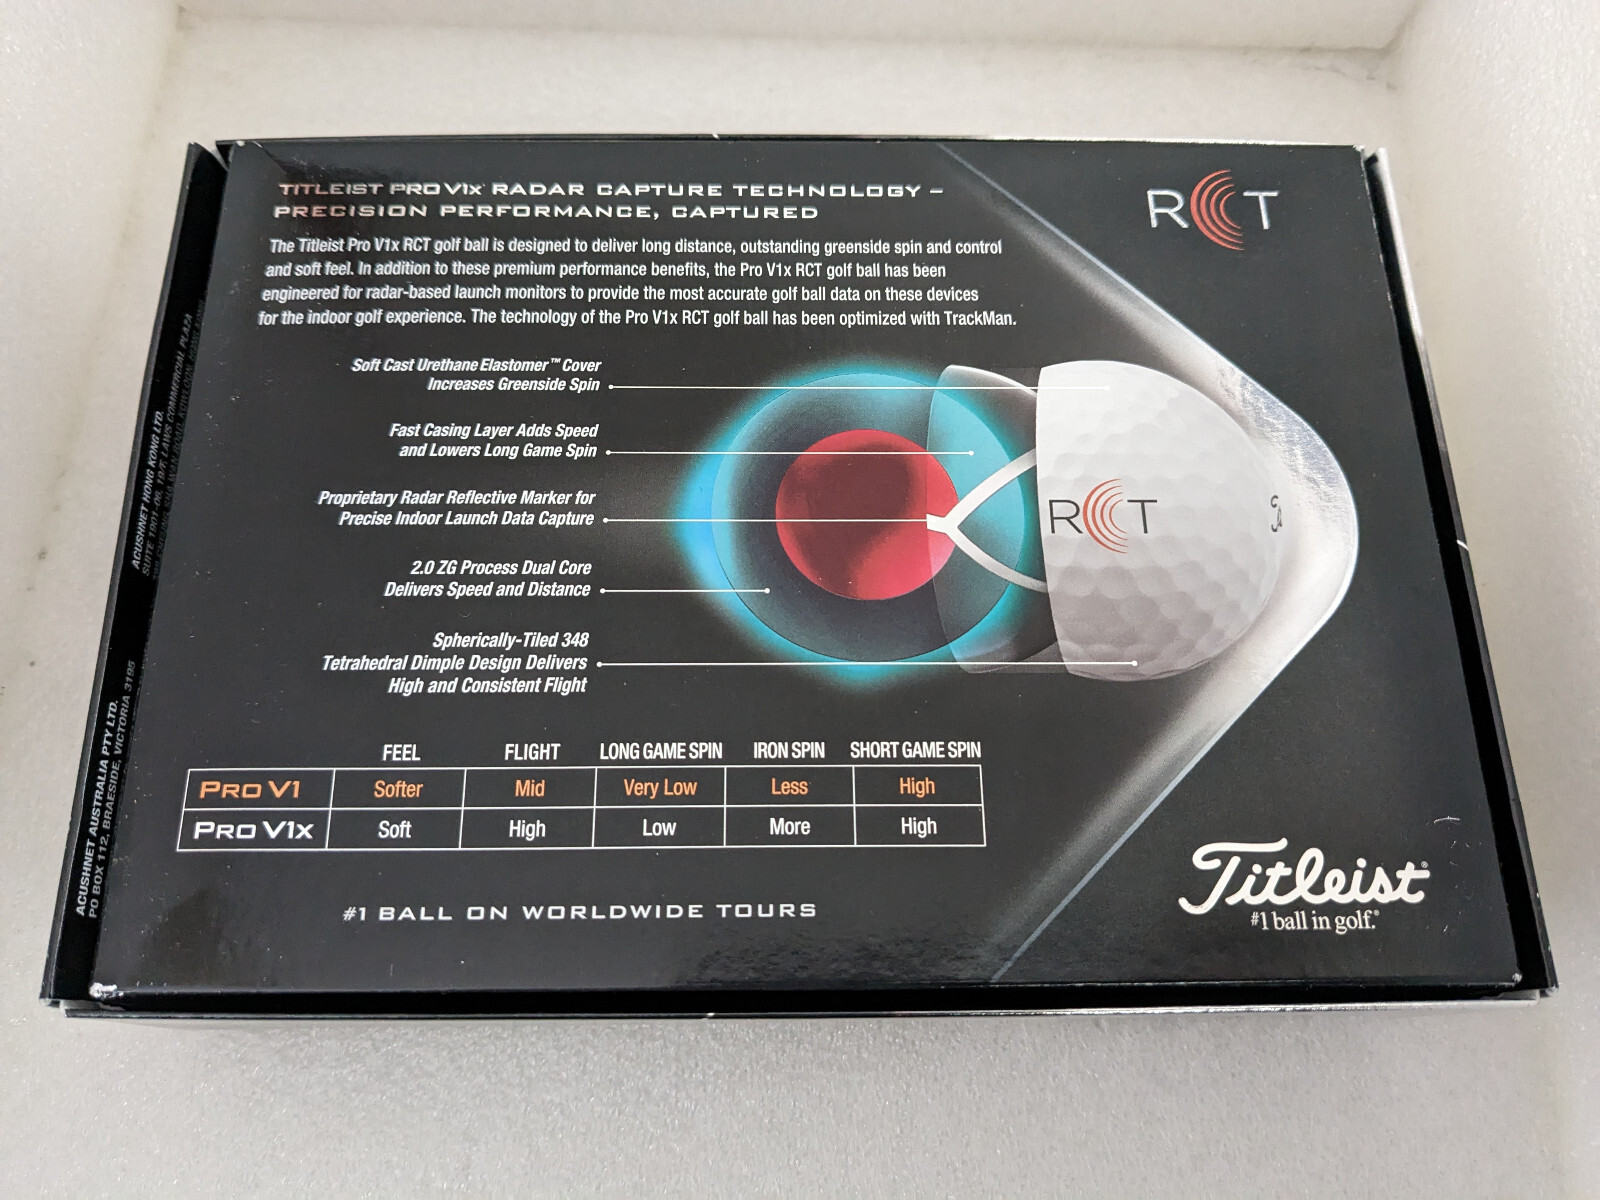 TITLEIST PRO V1x RADAR CAPTURE TECHNOLOGY –
PRECISION PERFORMANCE, CAPTURED
The Titleist Pro V1x RCT golf ball is designed to deliver long distance, outstanding greenside spin and control
and soft feel. In addition to these premium performance benefits, the Pro V1x RCT golf ball has been
engineered for radar-based launch monitors to provide the most accurate golf ball data on these devices
for the indoor golf experience. The technology of the Pro V1x RCT golf ball has been optimized with TrackMan.
RCT
Soft Cast Urethane Elastomer™ Cover
Increases Greenside Spin
Fast Casing Layer Adds Speed
and Lowers Long Game Spin
Proprietary Radar Reflective Marker for
Precise Indoor Launch Data Capture
2.0 ZG Process Dual Core
Delivers Speed and Distance
Spherically-Tiled 348
Tetrahedral Dimple Design Delivers
High and Consistent Flight
RCT
FEEL FLIGHT LONG GAME SPIN IRON SPIN SHORT GAME SPIN
PRO V1 Softer Mid Very Low Less High
PRO V1x Soft High Low More High
#1 BALL ON WORLDWIDE TOURS
Titleist®
#1 ball in golf.®
ACUSHNET HONG KONG LTD.
SUITE 1901-06, 19/F, LAWS COMMERCIAL PLAZA
ACUSHNET AUSTRALIA PTY LTD.
PO BOX 112, BRAESIDE, VICTORIA 3195